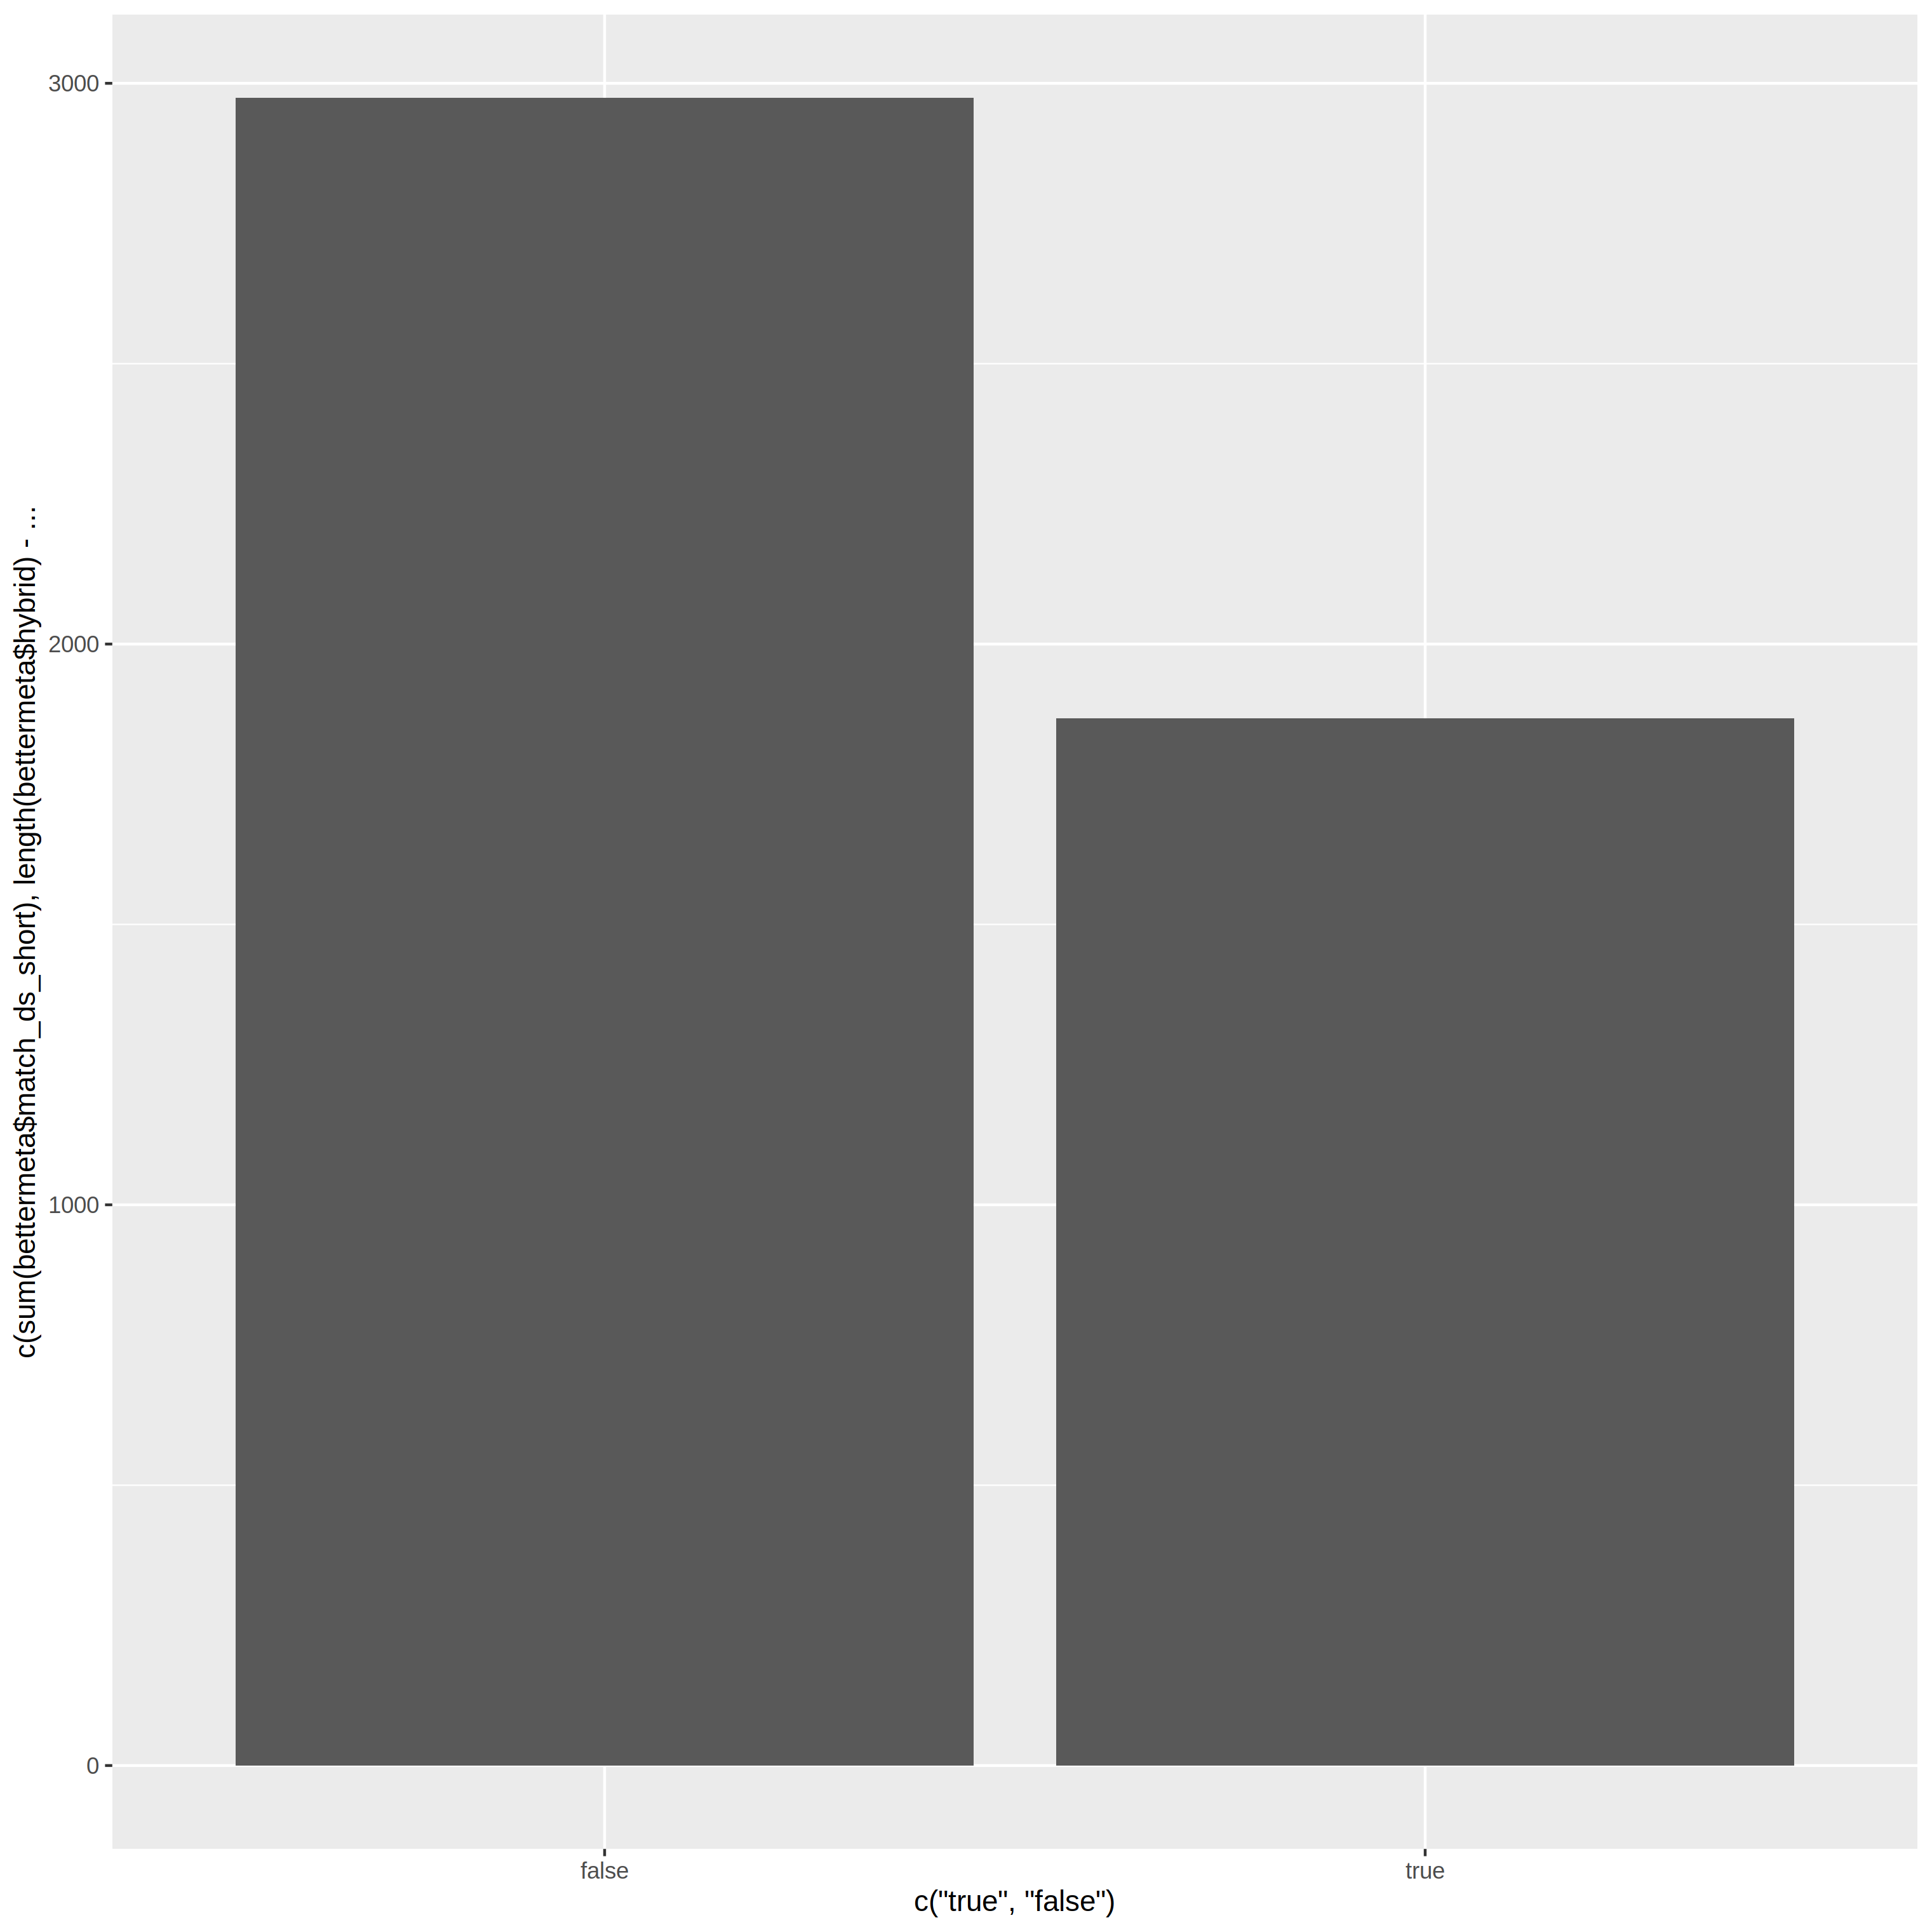 c(sum(bettermeta$match_ds_short), length(bettermeta$hybrid) - ...
3000
2000
1000
0
false
true
c("true", "false")